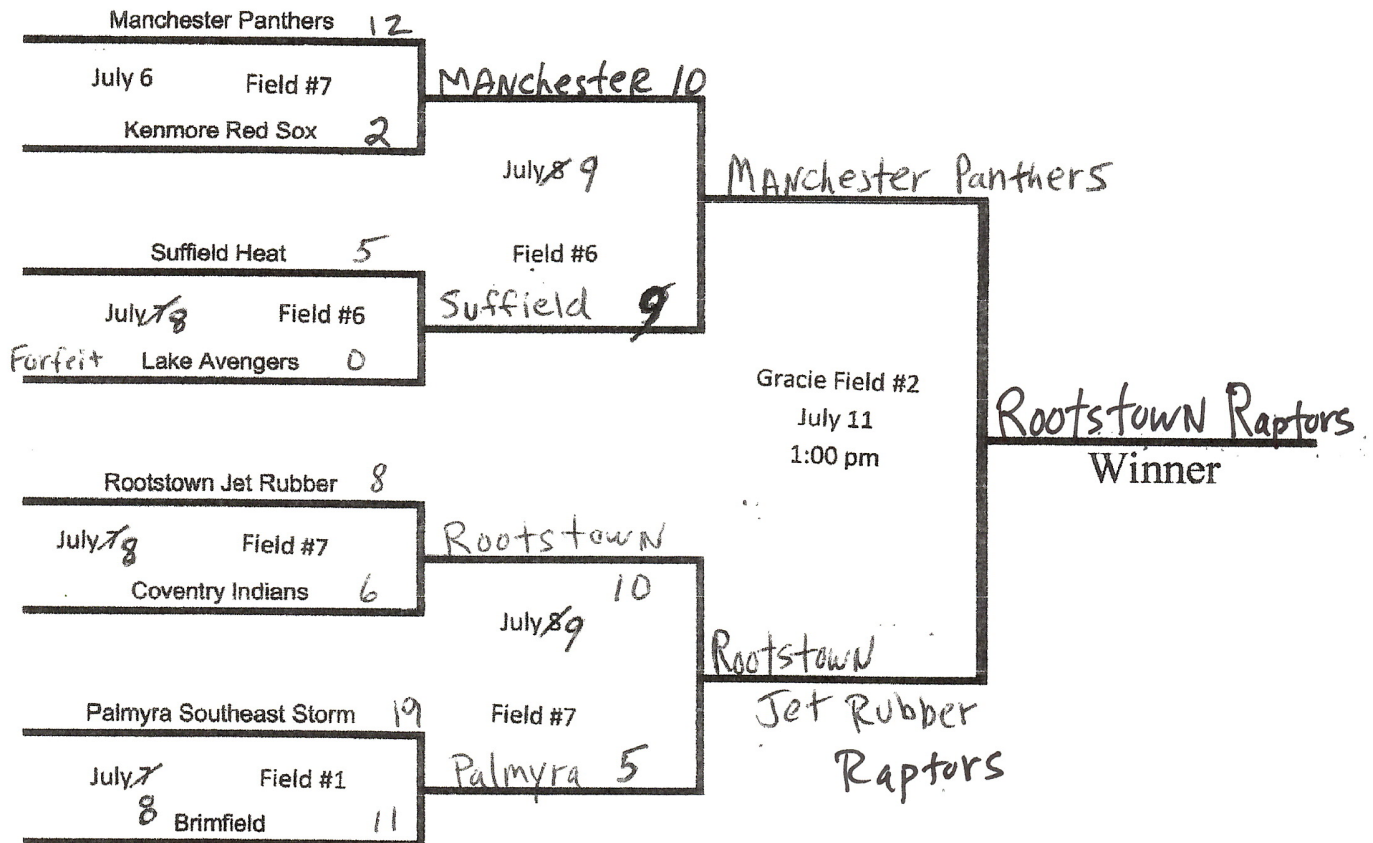 Manchester Panthers 12
July 6 Field #7
Kenmore Red Sox 2
MANchesteR 10
July 8 9
Field #6
Suffield Heat 5
July 7 8 Field #6
Forfeit Lake Avengers 0
Suffield 9
MANchester Panthers
Gracie Field #2
July 11
1:00 pm
Rootstown Jet Rubber 8
July 7 8 Field #7
Coventry Indians 6
RootstowN
10
July 8 9
Field #7
Palmyra Southeast Storm 19
July 7 Field #1
8 Brimfield 11
Palmyra 5
RootstowN
Jet Rubber
Raptors
RootstowN Raptors
Winner